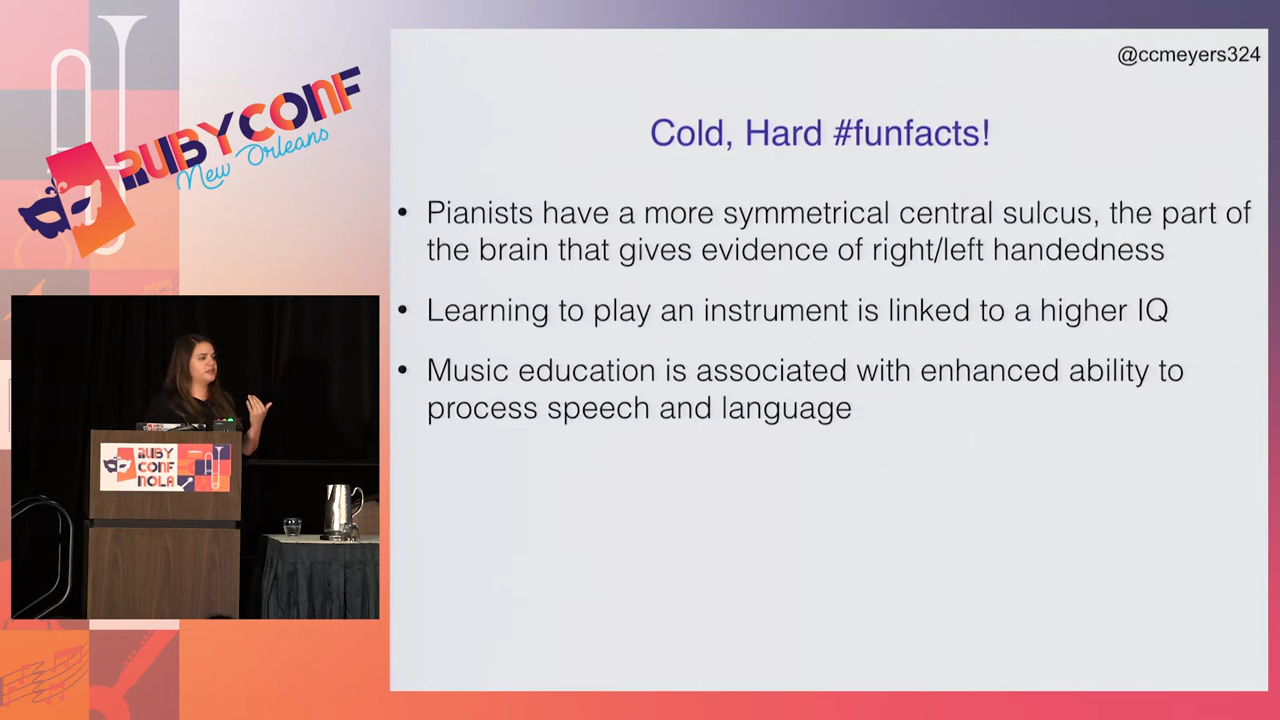 RUBYCONF
New Orleans
@ccmeyers324
Cold, Hard #funfacts!
• Pianists have a more symmetrical central sulcus, the part of
the brain that gives evidence of right/left handedness
• Learning to play an instrument is linked to a higher IQ
• Music education is associated with enhanced ability to
process speech and language
RUBY
CONF
NOLA